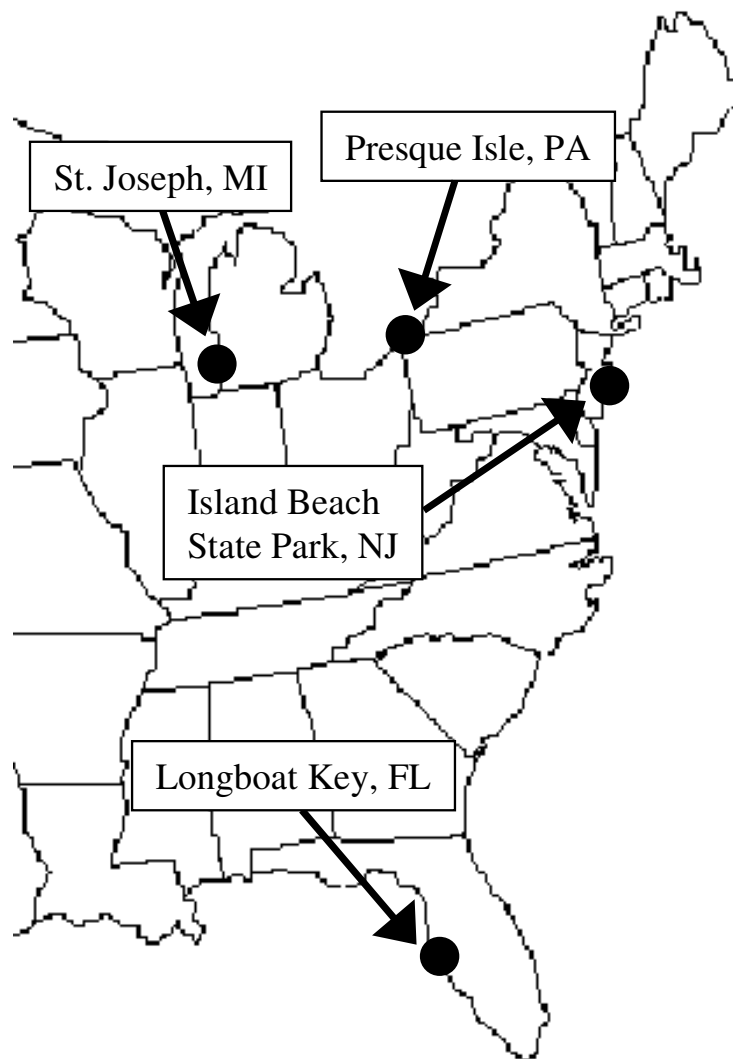 Presque Isle, PA
St. Joseph, MI
Island Beach
State Park, NJ
Longboat Key, FL